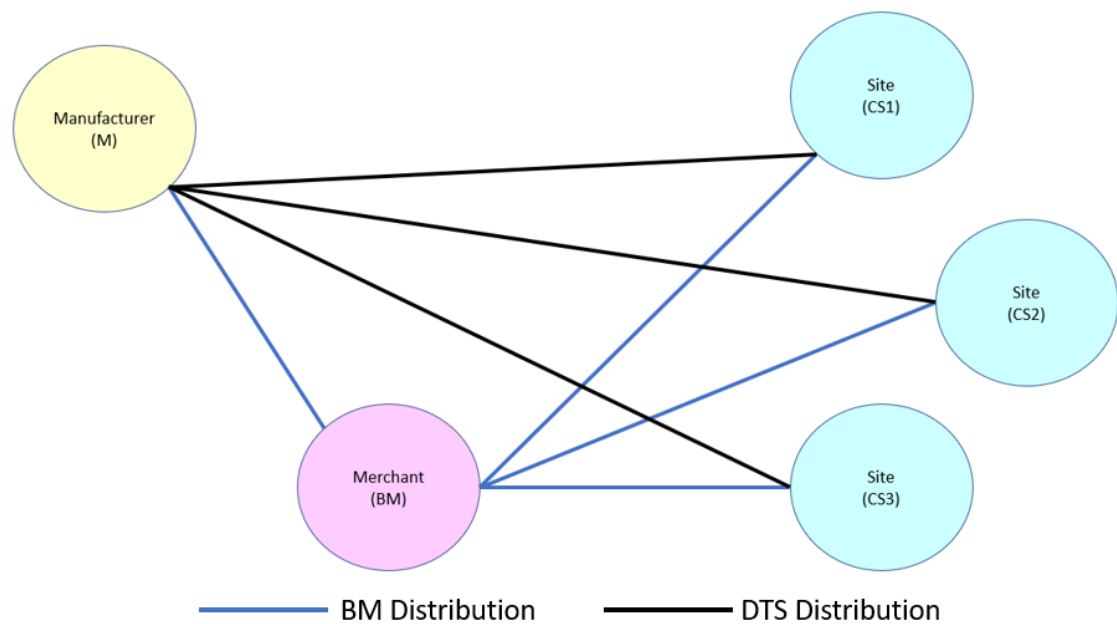 Manufacturer
(M)
Site
(CS1)
Site
(CS2)
Merchant
(BM)
Site
(CS3)
BM Distribution
DTS Distribution